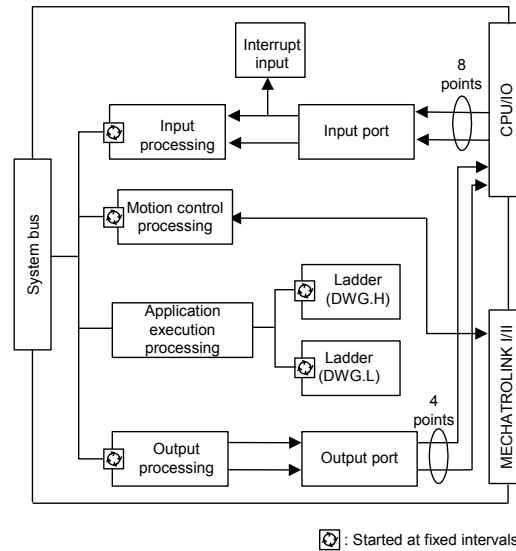 Interrupt
input
8
points
CPU/IO
Input
processing
Input port
System bus
Motion control
processing
Application
execution
processing
Ladder
(DWG.H)
Ladder
(DWG.L)
MECHATROLINK I/II
4
points
Output
processing
Output port
: Started at fixed intervals